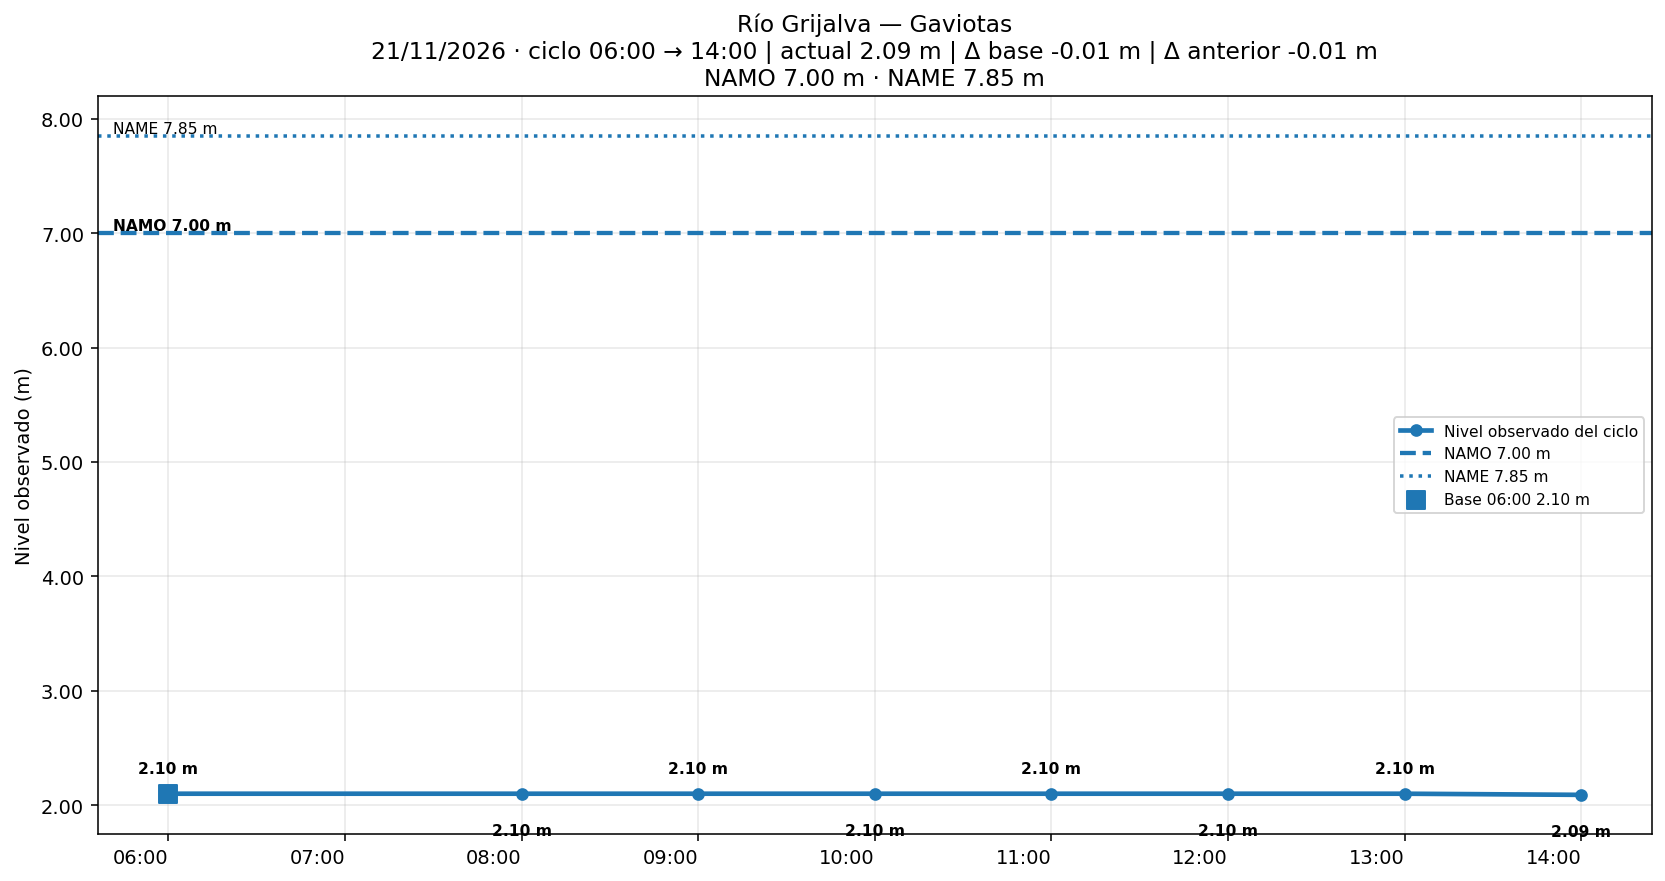 Río Grijalva — Gaviotas
21/11/2026 · ciclo 06:00 → 14:00 | actual 2.09 m | Δ base -0.01 m | Δ anterior -0.01 m
NAMO 7.00 m · NAME 7.85 m
Nivel observado (m)
8.00
7.00
6.00
5.00
4.00
3.00
2.00
NAME 7.85 m
NAMO 7.00 m
Nivel observado del ciclo
NAMO 7.00 m
NAME 7.85 m
Base 06:00 2.10 m
2.10 m
2.10 m
2.10 m
2.10 m
2.10 m
2.10 m
2.10 m
2.09 m
06:00
07:00
08:00
09:00
10:00
11:00
12:00
13:00
14:00